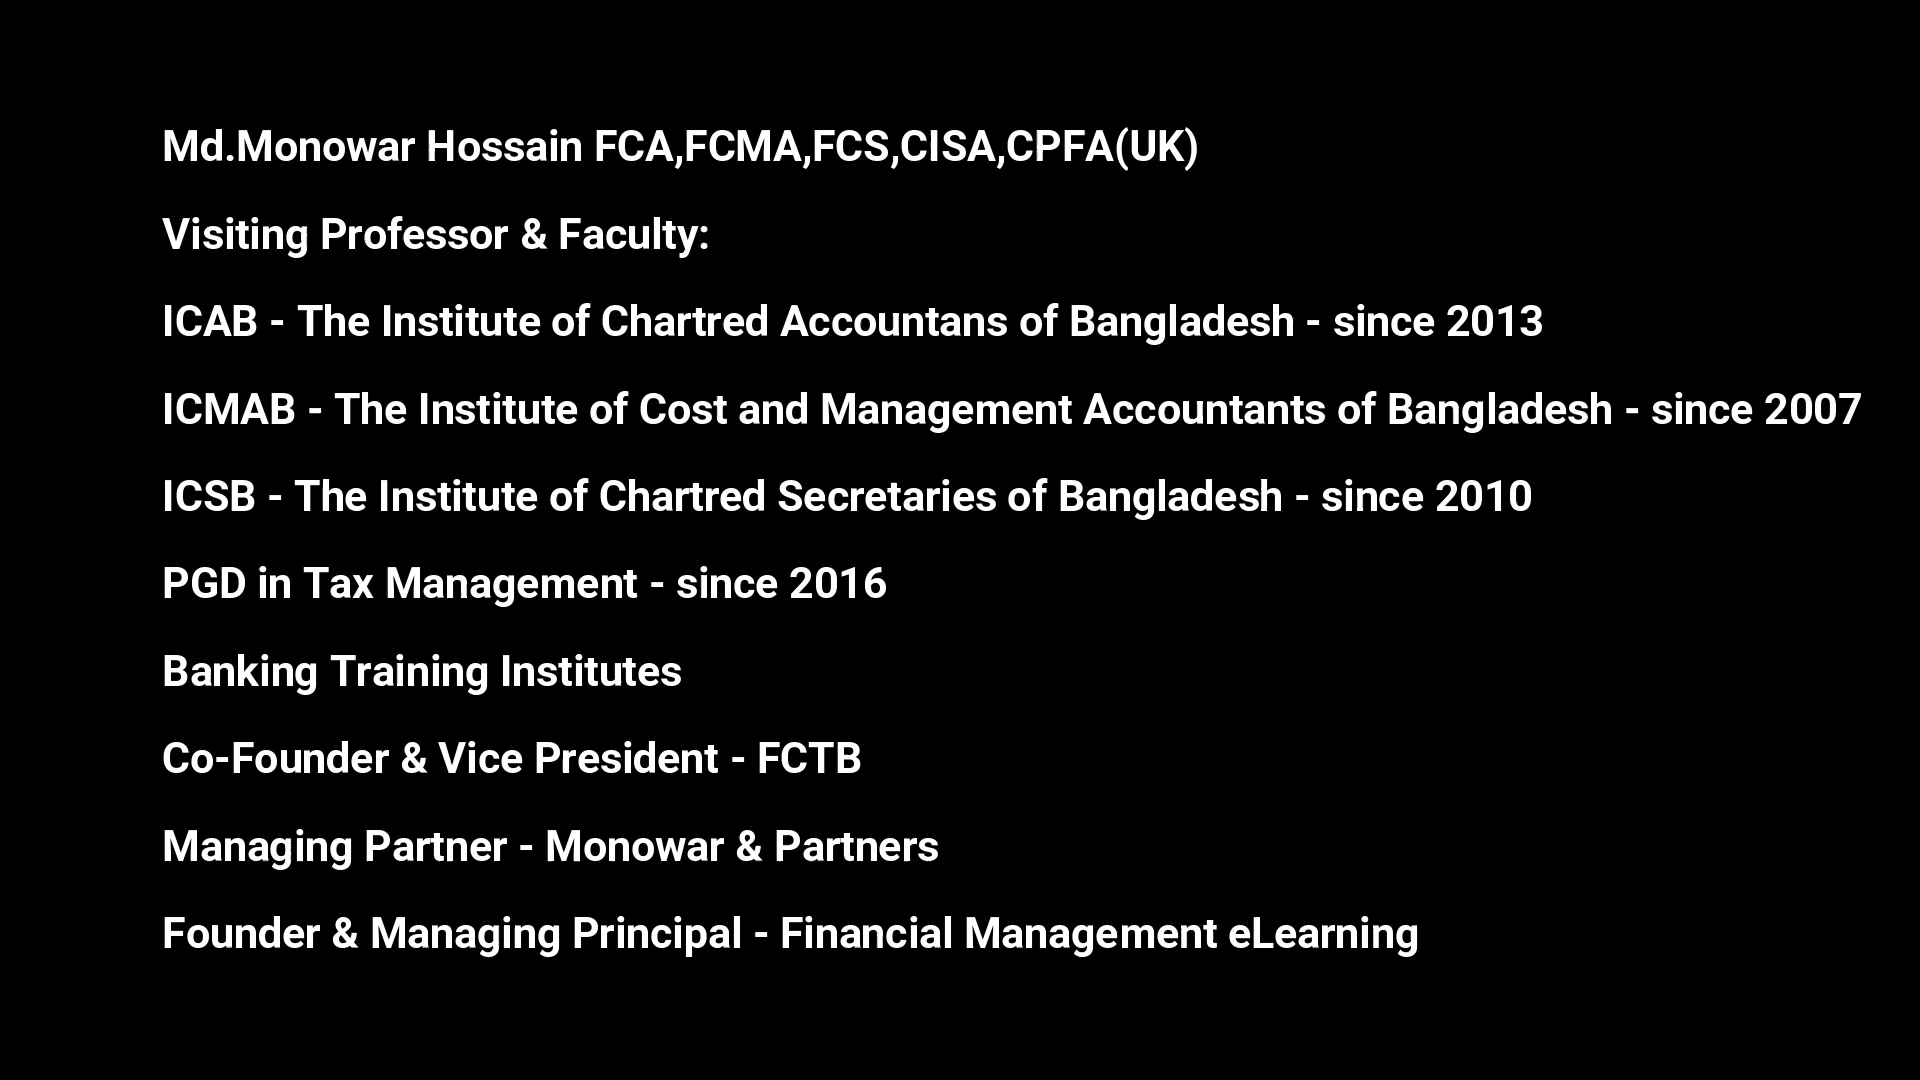 Md.Monowar Hossain FCA,FCMA,FCS,CISA,CPFA(UK)
Visiting Professor & Faculty:
ICAB - The Institute of Chartred Accountans of Bangladesh - since 2013
ICMAB - The Institute of Cost and Management Accountants of Bangladesh - since 2007
ICSB - The Institute of Chartred Secretaries of Bangladesh - since 2010
PGD in Tax Management - since 2016
Banking Training Institutes
Co-Founder & Vice President - FCTB
Managing Partner - Monowar & Partners
Founder & Managing Principal - Financial Management eLearning